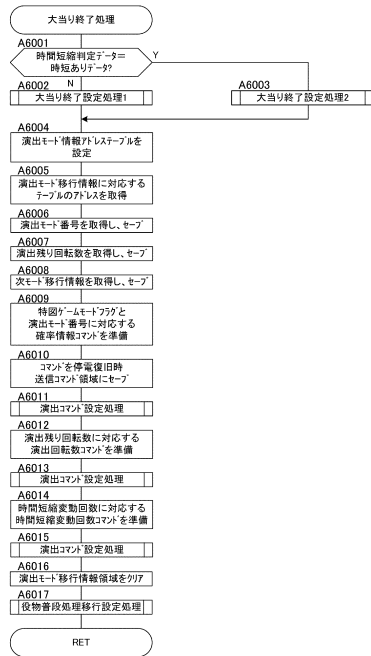 大当り終了処理
A6001
時間短縮判定データ＝
時短ありデータ?
Y
N
A6002
大当り終了設定処理1
A6003
大当り終了設定処理2
A6004
演出モード情報アドレステーブルを
設定
A6005
演出モード移行情報に対応する
テーブルのアドレスを取得
A6006
演出モード番号を取得し、セーブ
A6007
演出残り回転数を取得し、セーブ
A6008
次モード移行情報を取得し、セーブ
A6009
特図ゲームモードフラグと
演出モード番号に対応する
確率情報コマンドを準備
A6010
コマンドを停電復旧時
送信コマンド領域にセーブ
A6011
演出コマンド設定処理
A6012
演出残り回転数に対応する
演出回転数コマンドを準備
A6013
演出コマンド設定処理
A6014
時間短縮変動回数に対応する
時間短縮変動回数コマンドを準備
A6015
演出コマンド設定処理
A6016
演出モード移行情報領域をクリア
A6017
役物普段処理移行設定処理
RET